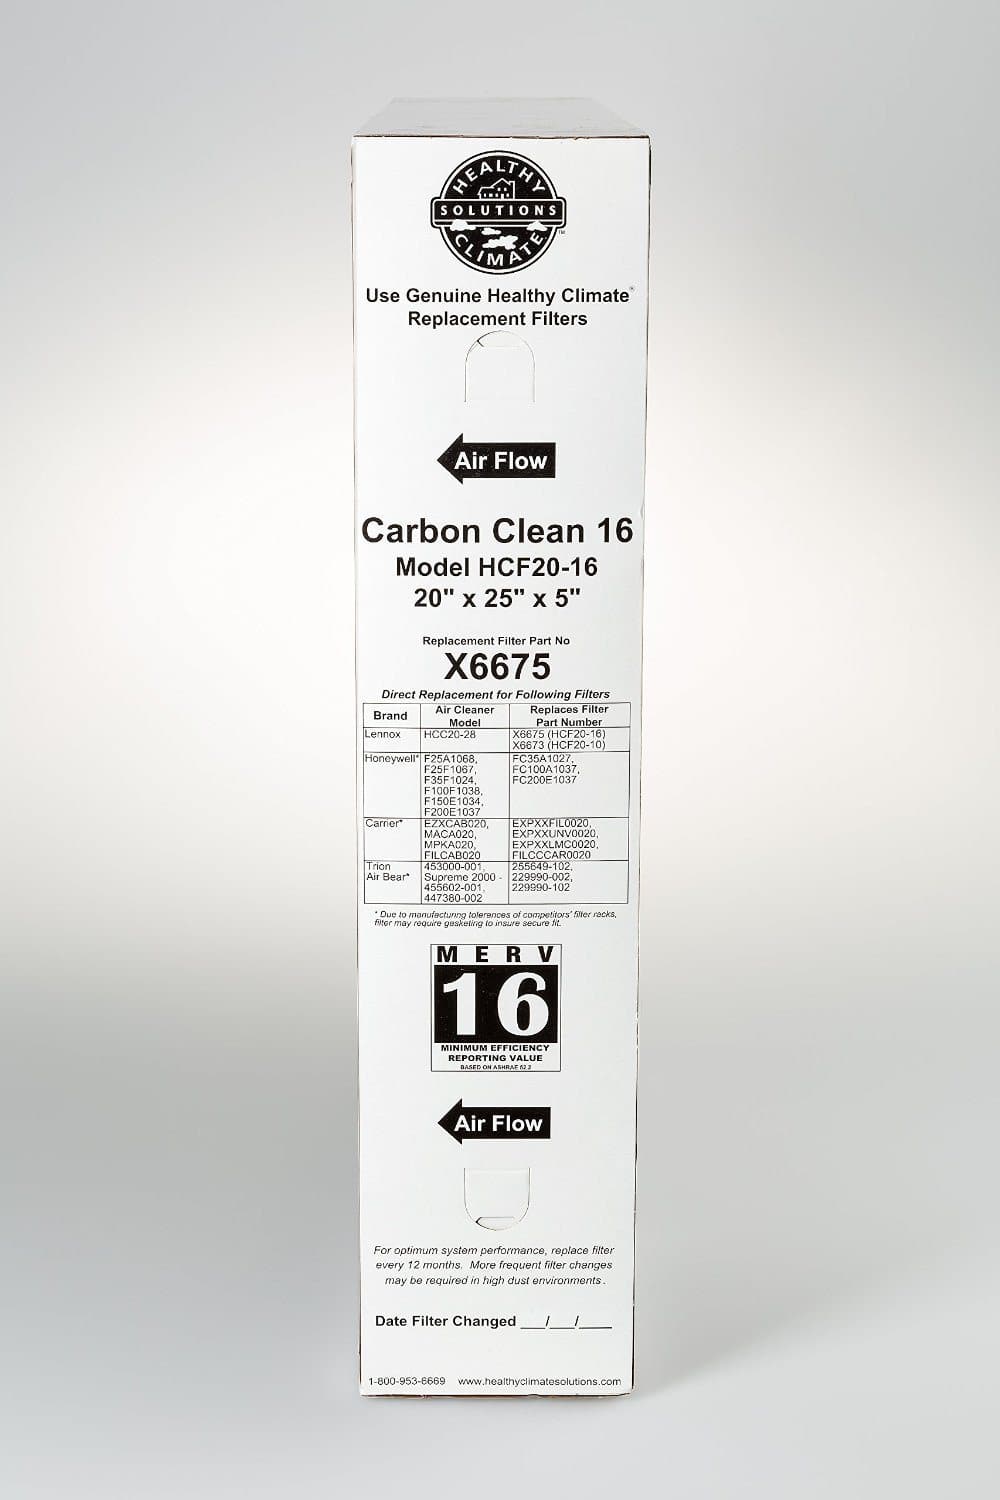 HEALTHY
SOLUTIONS
CLIMATE ™
Use Genuine Healthy Climate®
Replacement Filters
Air Flow
Carbon Clean 16
Model HCF20-16
20" x 25" x 5"
Replacement Filter Part No
X6675
Direct Replacement for Following Filters
Brand Air Cleaner Model Replaces Filter Part Number
Lennox HCC20-28 X6675 (HCF20-16)
X6673 (HCF20-10)
Honeywell* F25A1068, FC35A1027,
F25F1067, FC100A1037,
F35F1024, FC200E1037
F100F1038,
F150E1034,
F200E1037
Carrier* EZXCAB020, EXPXXFIL0020,
MACA020, EXPXXUNV0020,
MPKA020, EXPXXLMC0020,
FILCAB020 FILCCCAR0020
Trion 453000-001, 255649-102,
Air Bear* Supreme 2000 - 229990-002,
455602-001, 229990-102
447380-002
* Due to manufacturing tolerences of competitors' filter racks,
filter may require gasketing to insure secure fit.
MERV
16
MINIMUM EFFICIENCY
REPORTING VALUE
BASED ON ASHRAE 52.2
Air Flow
For optimum system performance, replace filter
every 12 months. More frequent filter changes
may be required in high dust environments.
Date Filter Changed ___/___/____
1-800-953-6669 www.healthyclimatesolutions.com